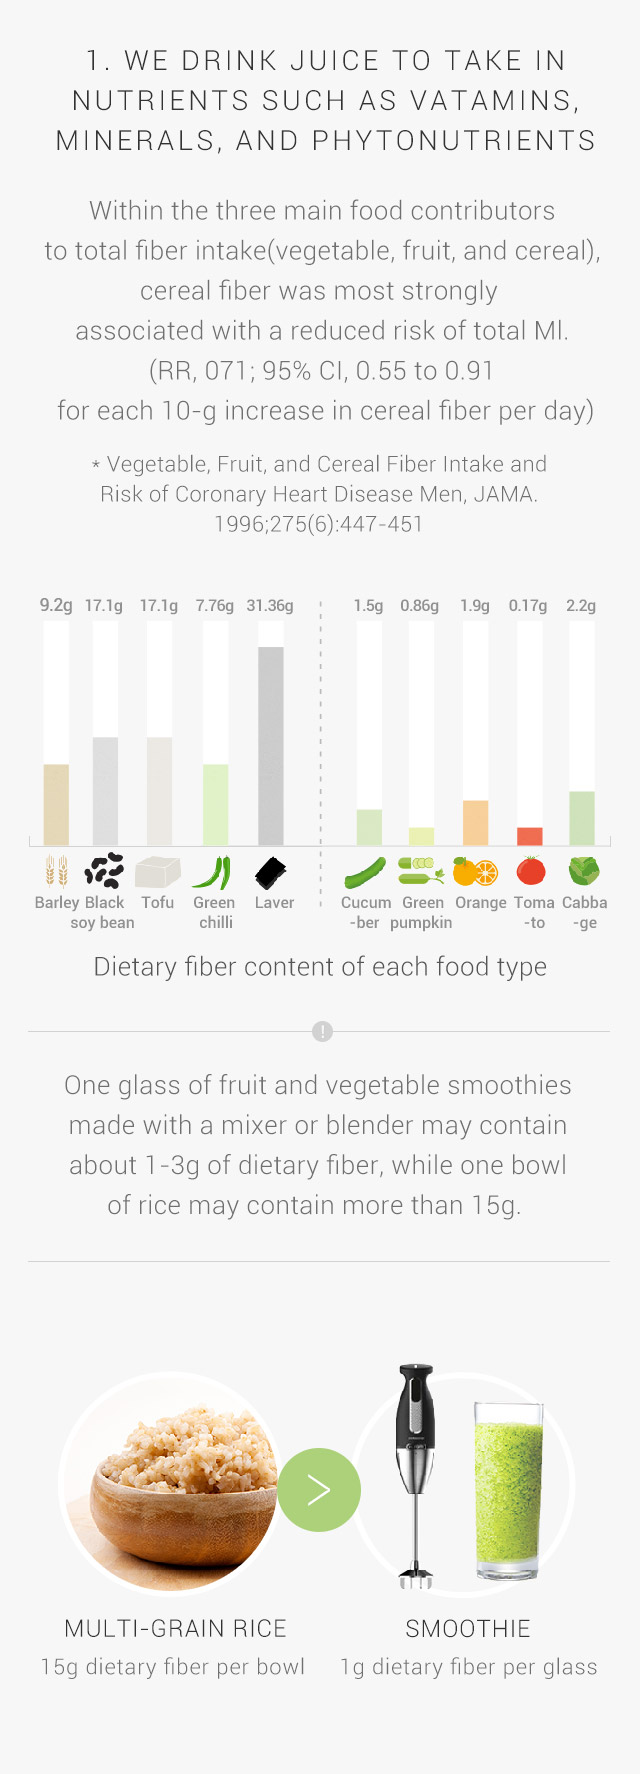 1. WE DRINK JUICE TO TAKE IN
NUTRIENTS SUCH AS VATAMINS,
MINERALS, AND PHYTONUTRIENTS
Within the three main food contributors
to total fiber intake(vegetable, fruit, and cereal),
cereal fiber was most strongly
associated with a reduced risk of total Ml.
(RR, 071; 95% CI, 0.55 to 0.91
for each 10-g increase in cereal fiber per day)
* Vegetable, Fruit, and Cereal Fiber Intake and
Risk of Coronary Heart Disease Men, JAMA.
1996;275(6):447-451
9.2g 17.1g 17.1g 7.76g 31.36g 1.5g 0.86g 1.9g 0.17g 2.2g
Barley Black Tofu Green Laver Cucum Green Orange Toma Cabba
soy bean chilli -ber pumpkin -to -ge
Dietary fiber content of each food type
!
One glass of fruit and vegetable smoothies
made with a mixer or blender may contain
about 1-3g of dietary fiber, while one bowl
of rice may contain more than 15g.
>
MULTI-GRAIN RICE SMOOTHIE
15g dietary fiber per bowl 1g dietary fiber per glass